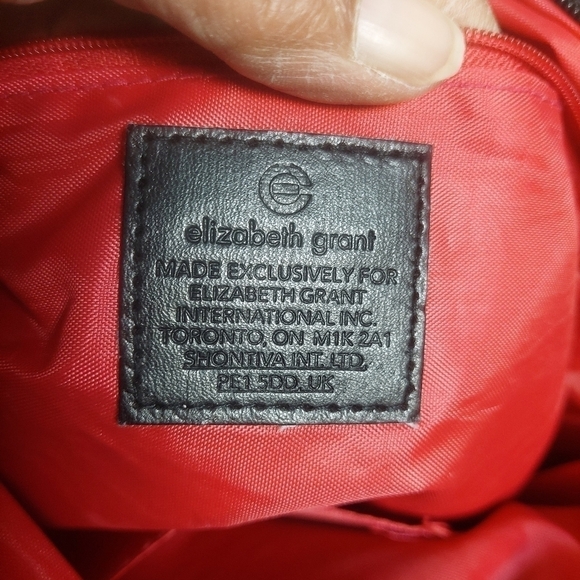 elizabeth grant
MADE EXCLUSIVELY FOR
ELIZABETH GRANT
INTERNATIONAL INC.
TORONTO, ON M1K 2A1
SHONTIVA INT. LTD,
PE1 5DD, UK